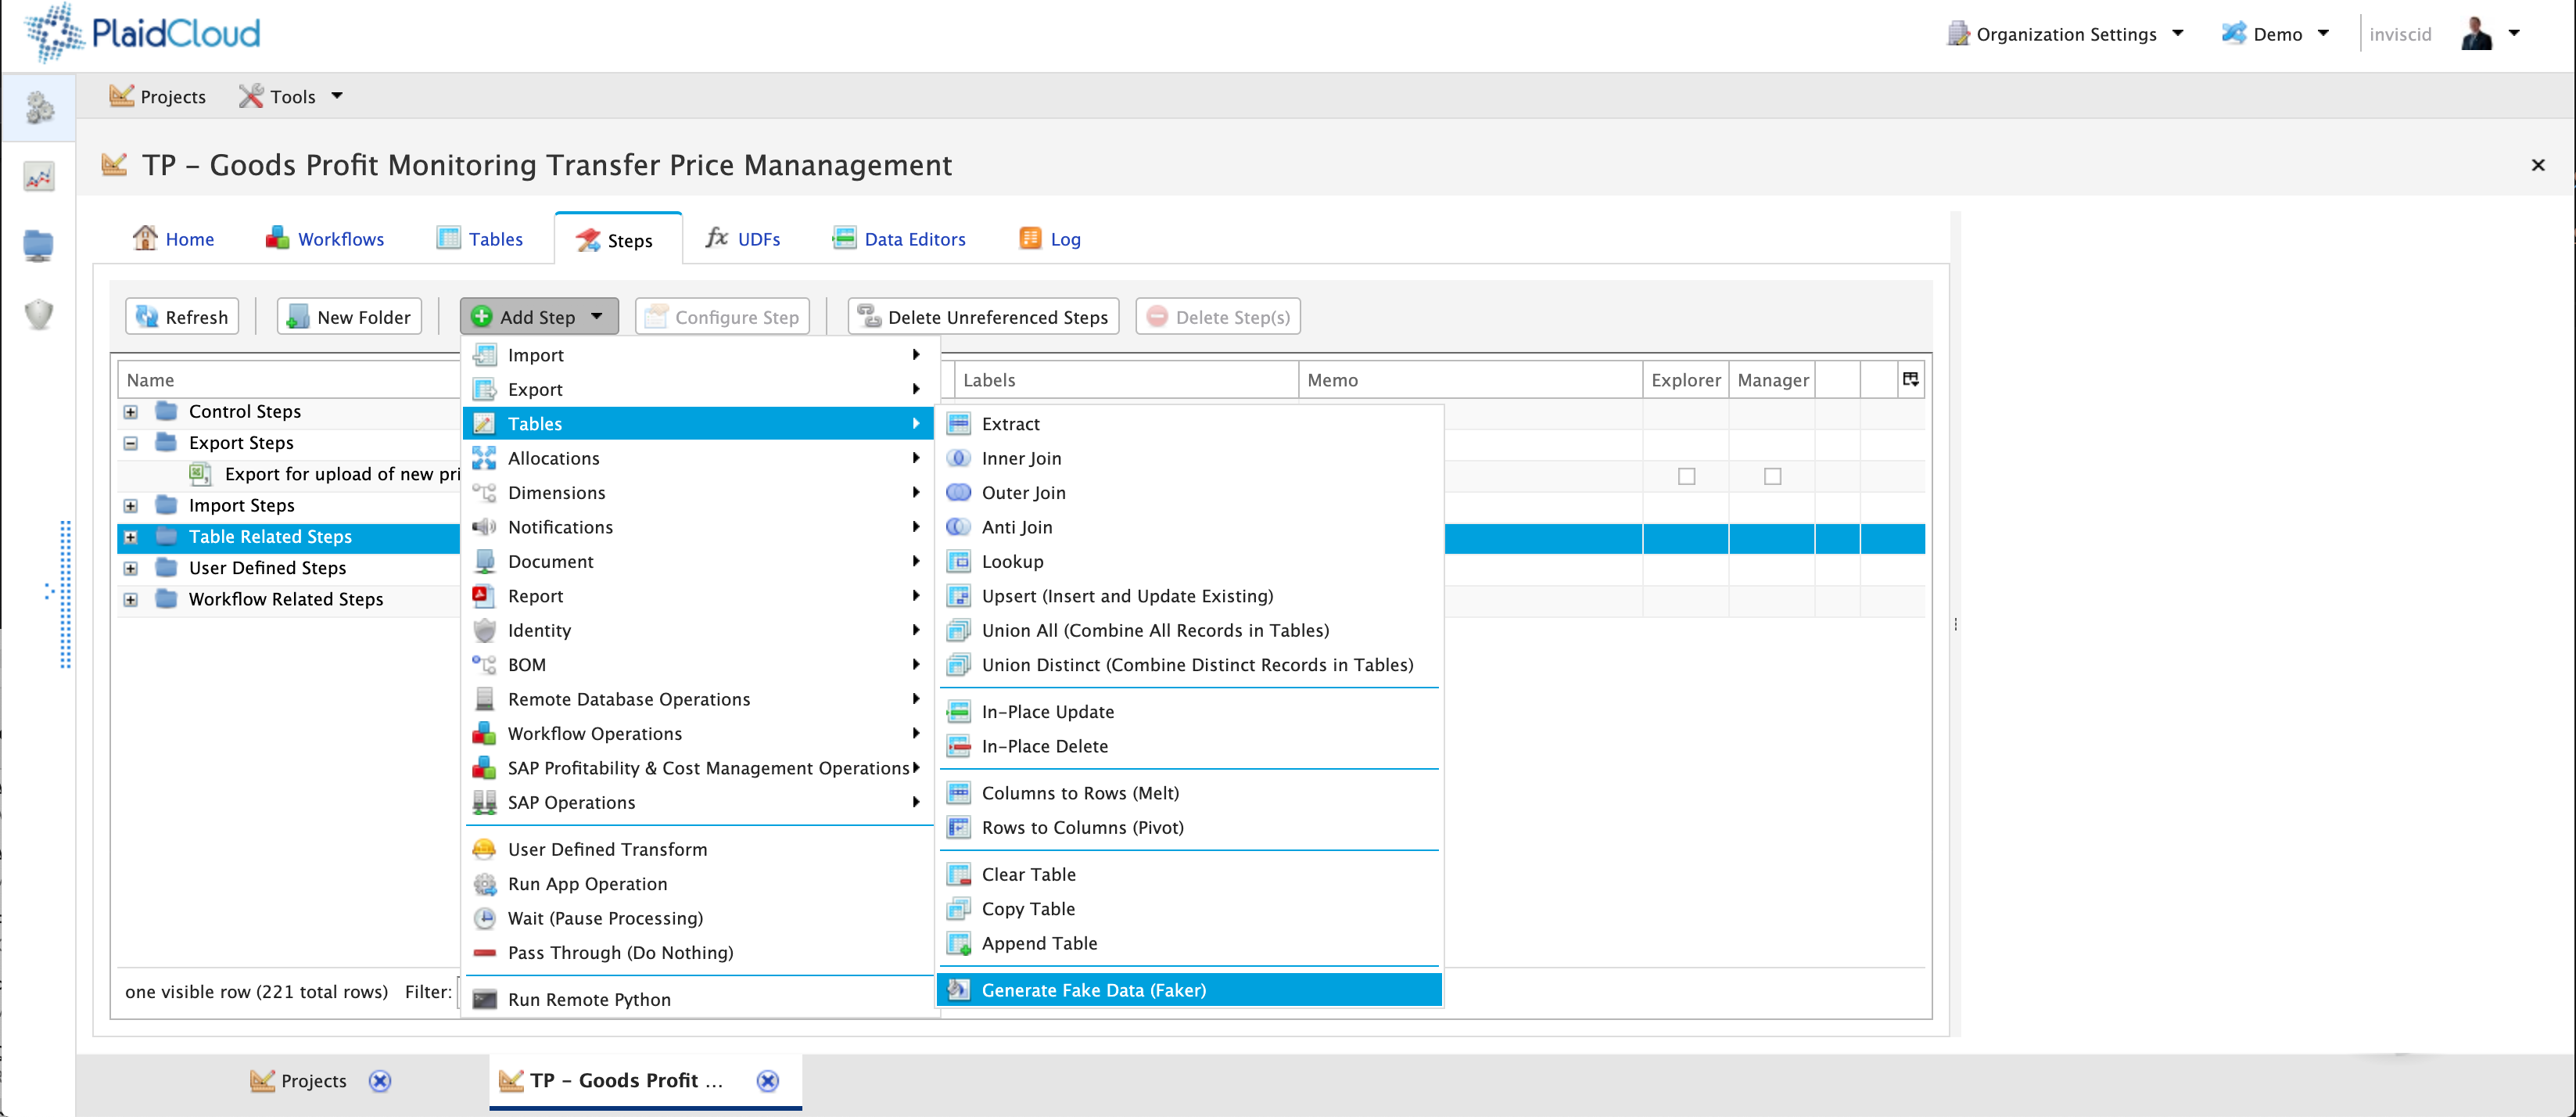 PlaidCloud
Organization Settings
Demo
inviscid
Projects
Tools
TP – Goods Profit Monitoring Transfer Price Mananagement
Home
Workflows
Tables
Steps
fx UDFs
Data Editors
Log
Refresh
New Folder
Add Step
Configure Step
Delete Unreferenced Steps
Delete Step(s)
Name
Labels
Memo
Explorer
Manager
Control Steps
Export Steps
Export for upload of new pri
Import Steps
Table Related Steps
User Defined Steps
Workflow Related Steps
Import
Export
Tables
Allocations
Dimensions
Notifications
Document
Report
Identity
BOM
Remote Database Operations
Workflow Operations
SAP Profitability & Cost Management Operations
SAP Operations
User Defined Transform
Run App Operation
Wait (Pause Processing)
Pass Through (Do Nothing)
Run Remote Python
Extract
Inner Join
Outer Join
Anti Join
Lookup
Upsert (Insert and Update Existing)
Union All (Combine All Records in Tables)
Union Distinct (Combine Distinct Records in Tables)
In-Place Update
In-Place Delete
Columns to Rows (Melt)
Rows to Columns (Pivot)
Clear Table
Copy Table
Append Table
Generate Fake Data (Faker)
one visible row (221 total rows) Filter:
Projects
TP – Goods Profit ...